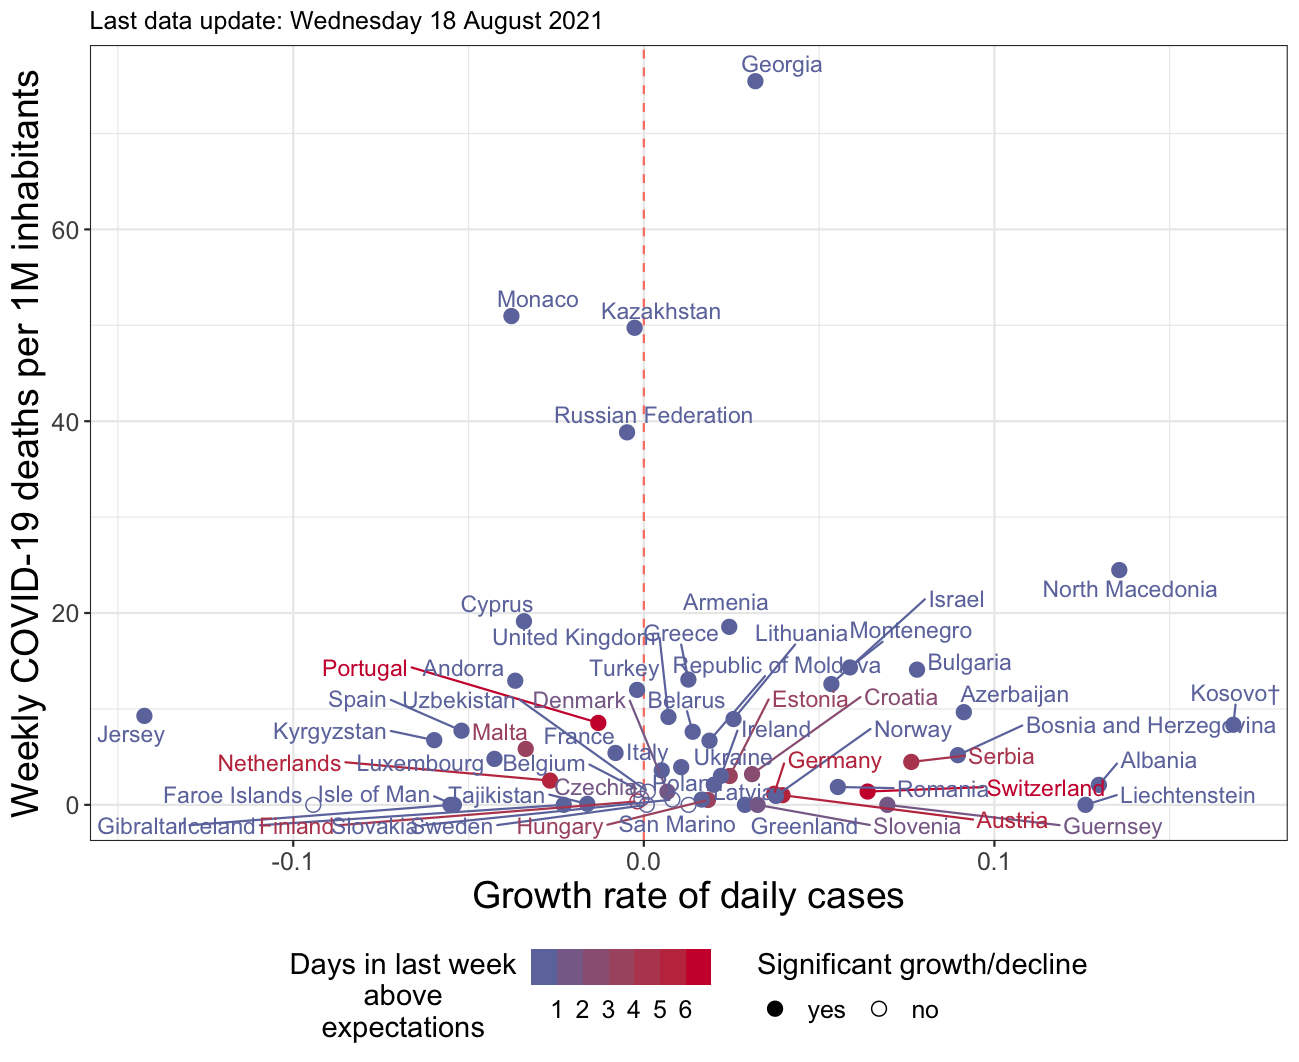 Last data update: Wednesday 18 August 2021
Weekly COVID-19 deaths per 1M inhabitants
Georgia
60
Monaco
Kazakhstan
40
Russian Federation
North Macedonia
20
Cyprus
Armenia
Israel
United Kingdom
Greece
Lithuania
Montenegro
Portugal
Andorra
Turkey
Republic of Moldova
Bulgaria
Spain
Uzbekistan
Denmark
Belarus
Estonia
Croatia
Azerbaijan
Kosovo†
Jersey
Kyrgyzstan
Malta
France
Ireland
Norway
Bosnia and Herzegovina
Netherlands
Luxembourg
Belgium
Italy
Ukraine
Germany
Serbia
Albania
Faroe Islands
Isle of Man
Tajikistan
Czechia
Poland
Latvia
Romania
Switzerland
Liechtenstein
0
Gibraltar
Iceland
Finland
Slovakia
Sweden
Hungary
San Marino
Greenland
Slovenia
Austria
Guernsey
-0.1
0.0
0.1
Growth rate of daily cases
Days in last week
above
expectations
1 2 3 4 5 6
Significant growth/decline
yes
no